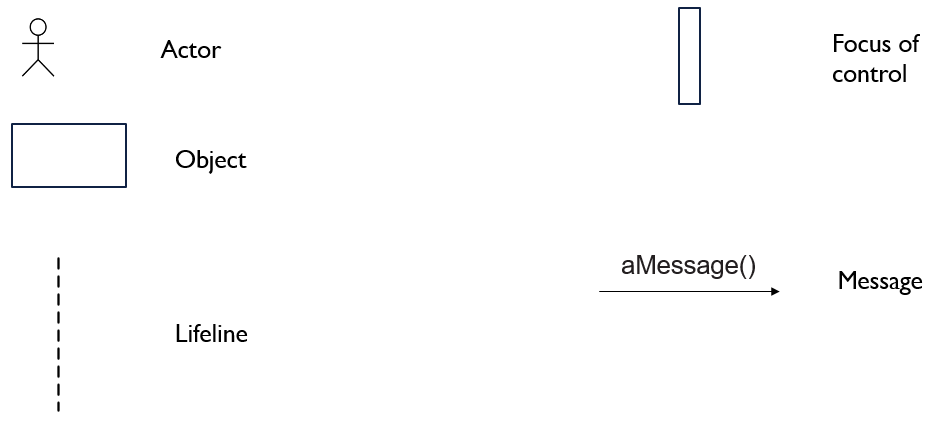 Actor
Object
Lifeline
Focus of
control
aMessage()
Message